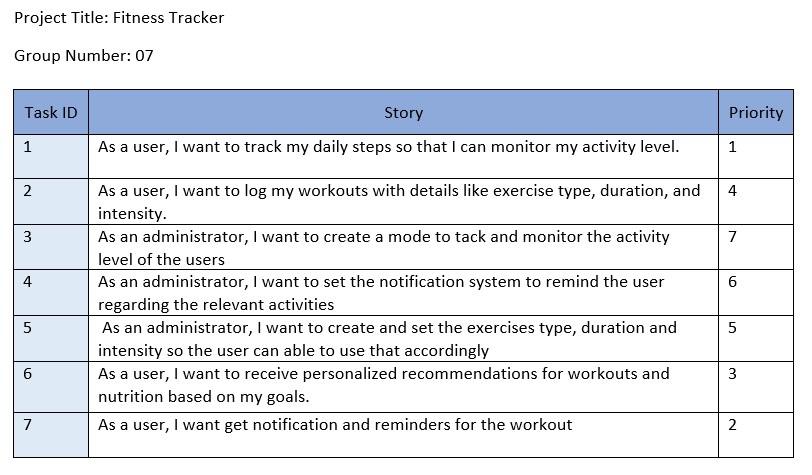 Project Title: Fitness Tracker
Group Number: 07
Task ID Story Priority
1 As a user, I want to track my daily steps so that I can monitor my activity level. 1
2 As a user, I want to log my workouts with details like exercise type, duration, and 4
intensity.
3 As an administrator, I want to create a mode to tack and monitor the activity 7
level of the users
4 As an administrator, I want to set the notification system to remind the user 6
regarding the relevant activities
5 As an administrator, I want to create and set the exercises type, duration and 5
intensity so the user can able to use that accordingly
6 As a user, I want to receive personalized recommendations for workouts and 3
nutrition based on my goals.
7 As a user, I want get notification and reminders for the workout 2